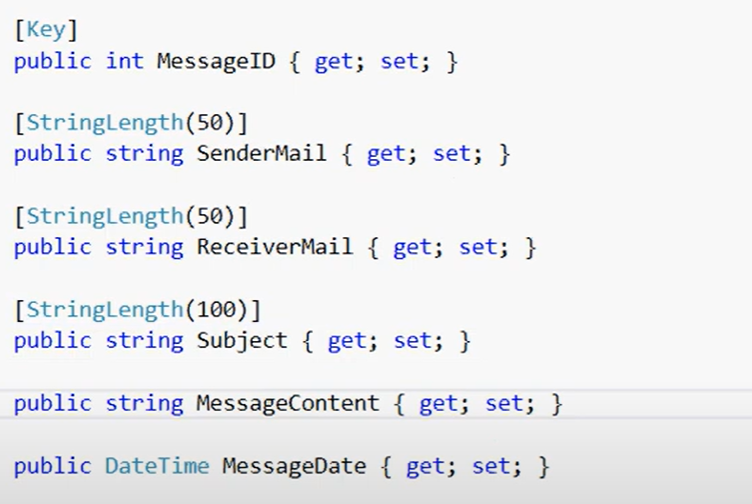 [Key]
public int MessageID { get; set; }
[StringLength(50)]
public string SenderMail { get; set; }
[StringLength(50)]
public string ReceiverMail { get; set; }
[StringLength(100)]
public string Subject { get; set; }
public string MessageContent { get; set; }
public DateTime MessageDate { get; set; }